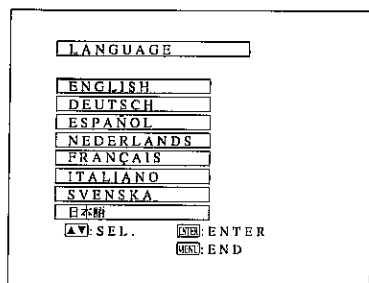 LANGUAGE
ENGLISH
DEUTSCH
ESPAÑOL
NEDERLANDS
FRANÇAIS
ITALIANO
SVENSKA
日本語
▲▼:SEL. ENTER:ENTER
MENU:END